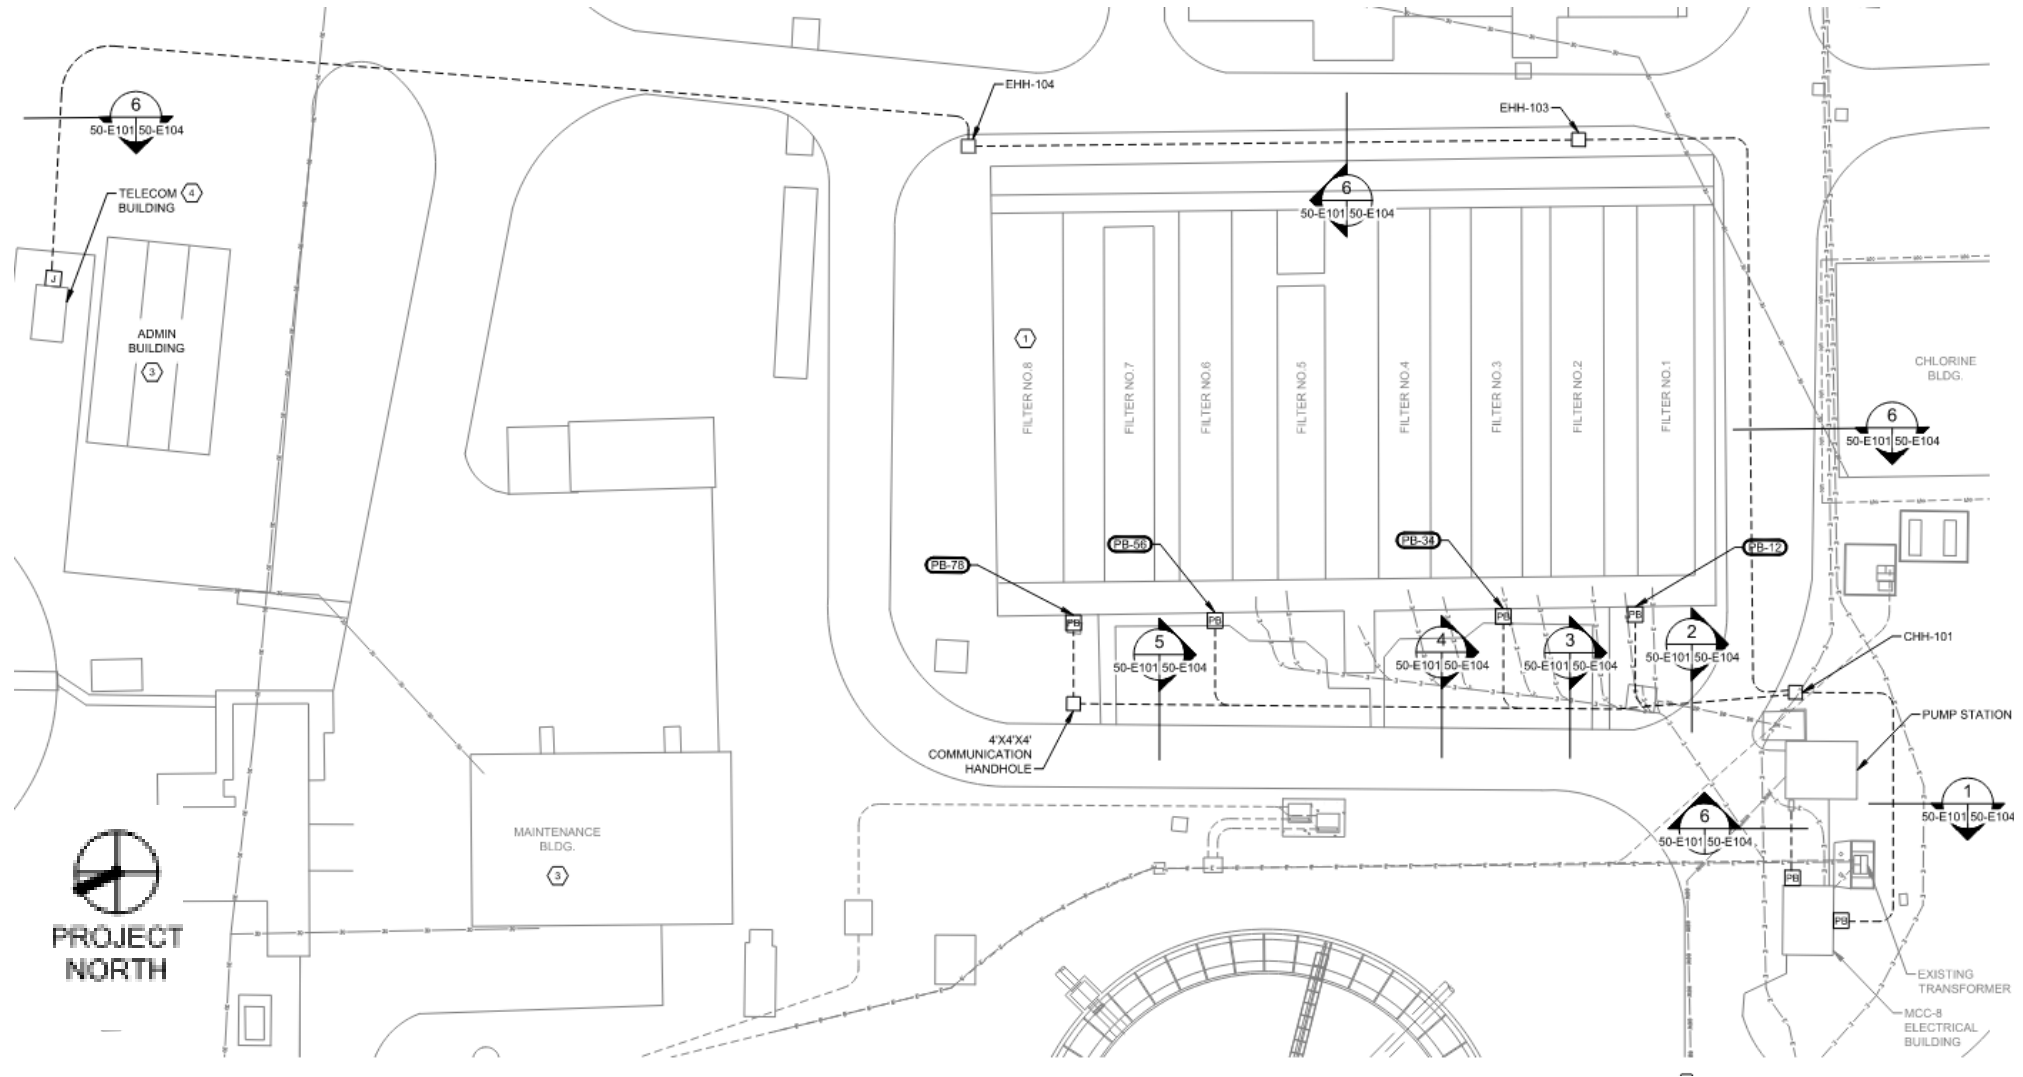 EHH-104
EHH-103
6
50-E101 50-E104
TELECOM 4
BUILDING
6
50-E101 50-E104
J
ADMIN
BUILDING
3
1
FILTER NO.8
FILTER NO.7
FILTER NO.6
FILTER NO.5
FILTER NO.4
FILTER NO.3
FILTER NO.2
FILTER NO.1
CHLORINE
BLDG.
6
50-E101 50-E104
PB-78
PB-56
PB-34
PB-12
PB
PB
PB
PB
5
50-E101 50-E104
4
50-E101 50-E104
3
50-E101 50-E104
2
50-E101 50-E104
CHH-101
PUMP STATION
4'X4'X4'
COMMUNICATION
HANDHOLE
1
50-E101 50-E104
6
50-E101 50-E104
MAINTENANCE
BLDG.
3
PB
PB
PROJECT
NORTH
EXISTING
TRANSFORMER
MCC-8
ELECTRICAL
BUILDING